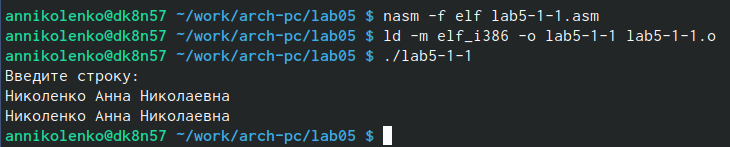 annikolenko@dk8n57 ~/work/arch-pc/lab05 $ nasm -f elf lab5-1-1.asm
annikolenko@dk8n57 ~/work/arch-pc/lab05 $ ld -m elf_i386 -o lab5-1-1 lab5-1-1.o
annikolenko@dk8n57 ~/work/arch-pc/lab05 $ ./lab5-1-1
Введите строку:
Николенко Анна Николаевна
Николенко Анна Николаевна
annikolenko@dk8n57 ~/work/arch-pc/lab05 $